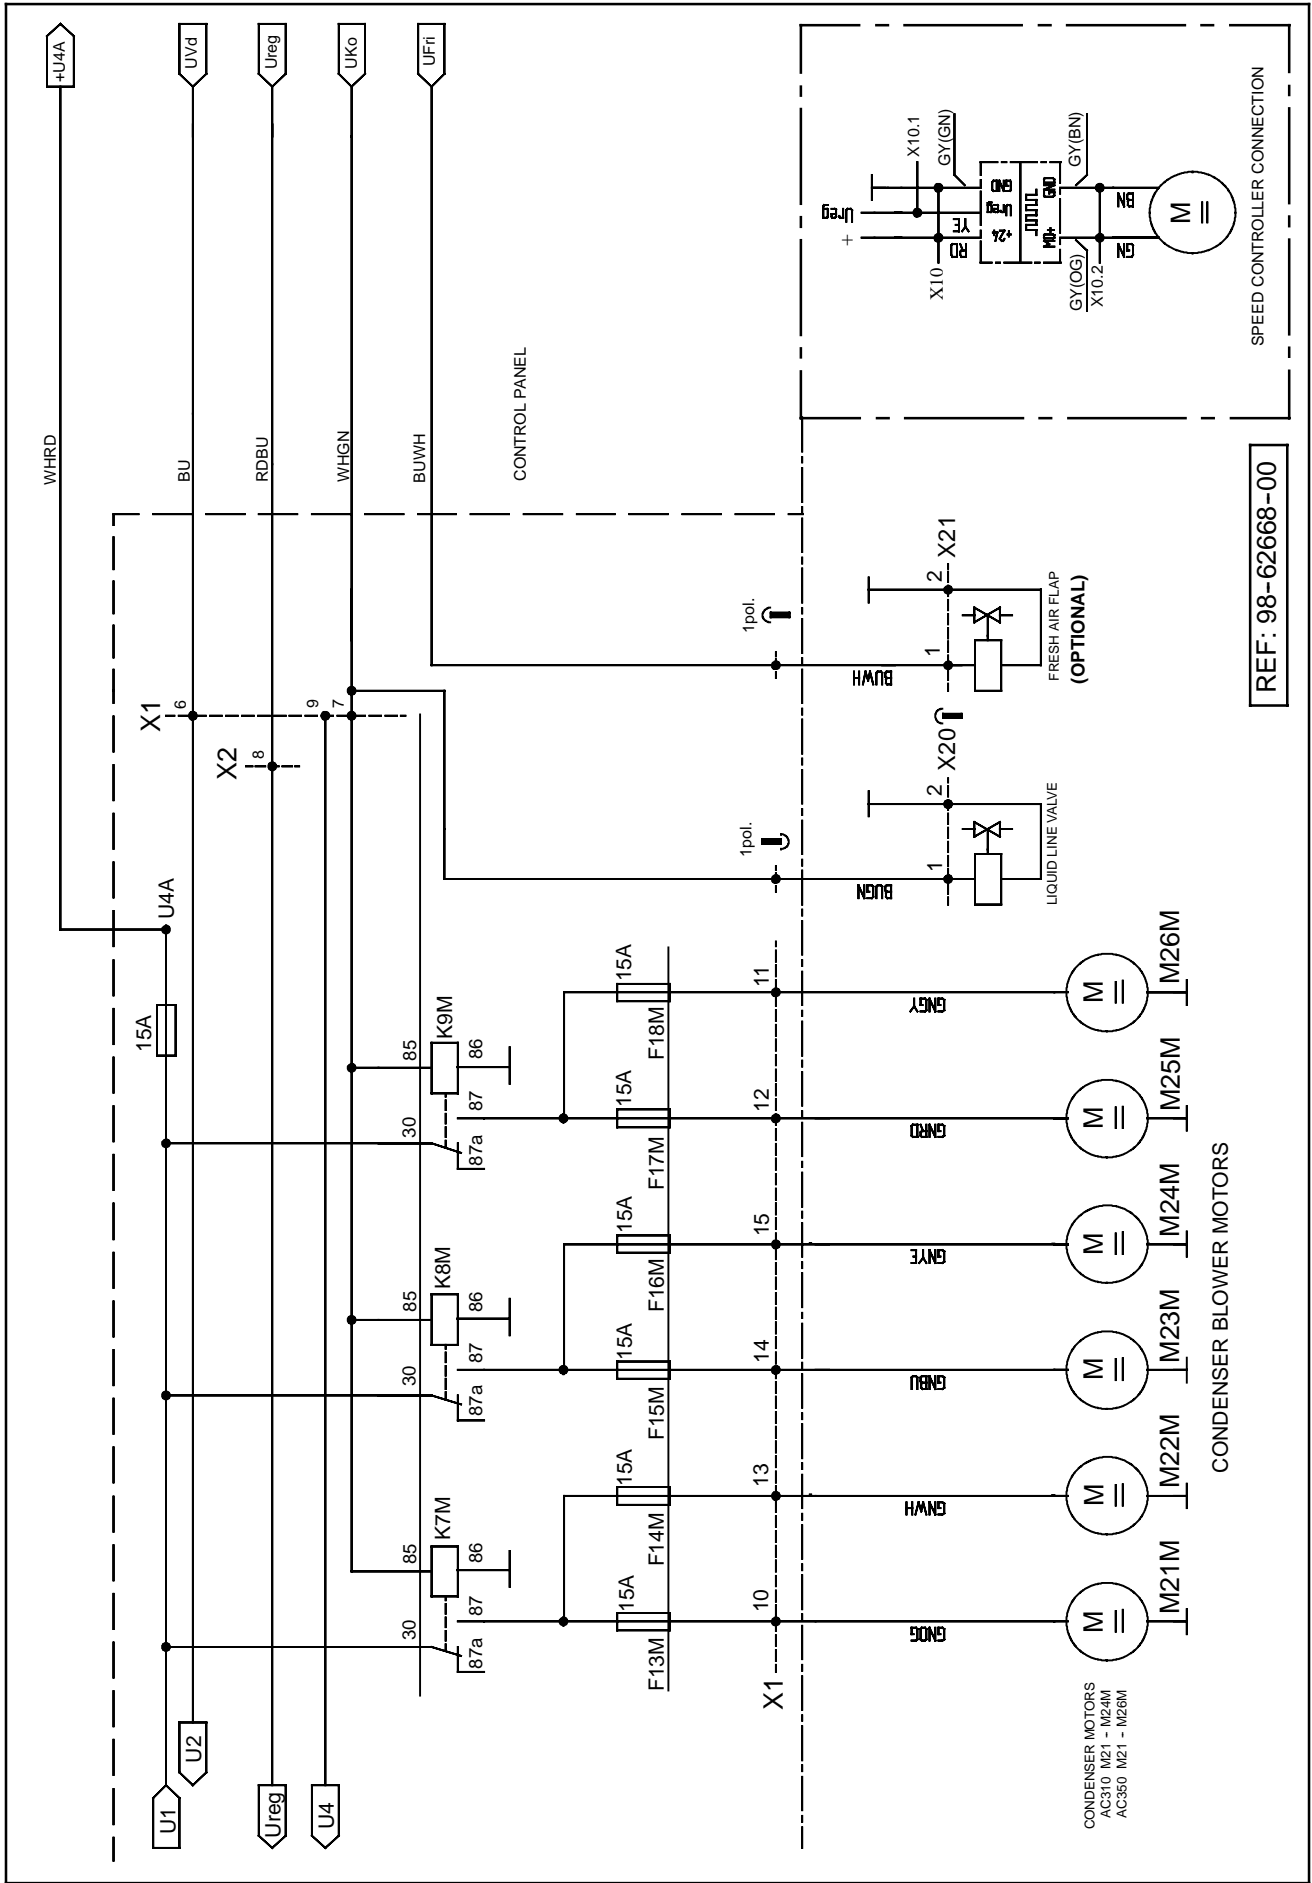 +U4A
WHRD
UVd
BU
Ureg
RDBU
UKo
WHGN
UFri
BUWH
CONTROL PANEL
U1
U2
Ureg
U4
15A
U4A
X1
6
9
7
X2
8
30
85
K7M
87a
87
86
30
85
K8M
87a
87
86
30
85
K9M
87a
87
86
F13M
15A
F14M
15A
F15M
15A
F16M
15A
F17M
15A
F18M
15A
X1
10
13
14
15
12
11
1pol.
1pol.
GNOG
GNWH
GNBU
GNYE
GNRD
GNGY
BUGN
BUWH
1
2
X20
1
2
X21
LIQUID LINE VALVE
FRESH AIR FLAP
(OPTIONAL)
M
M
M
M
M
M
M21M
M22M
M23M
M24M
M25M
M26M
CONDENSER MOTORS
AC310 M21 - M24M
AC350 M21 - M26M
CONDENSER BLOWER MOTORS
+
Ureg
X10.1
X10
RD
YE
GY(GN)
+24
Ureg
GND
MO+
GND
GY(OG)
GY(BN)
X10.2
GN
BN
M
SPEED CONTROLLER CONNECTION
REF: 98-62668-00